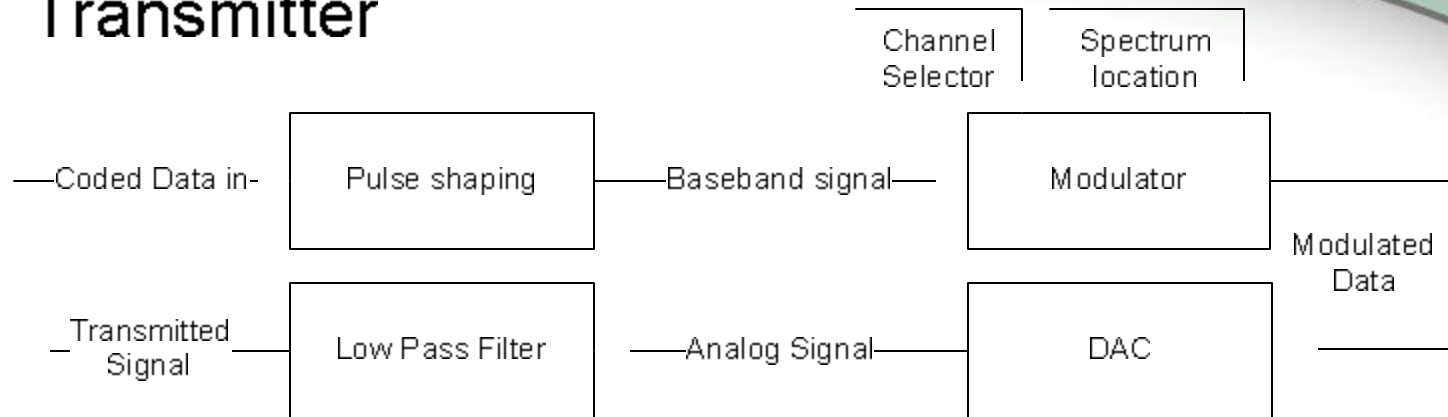 Transmitter
Channel
Selector
Spectrum
location
Coded Data in
Pulse shaping
Baseband signal
Modulator
Modulated
Data
Transmitted
Signal
Low Pass Filter
Analog Signal
DAC